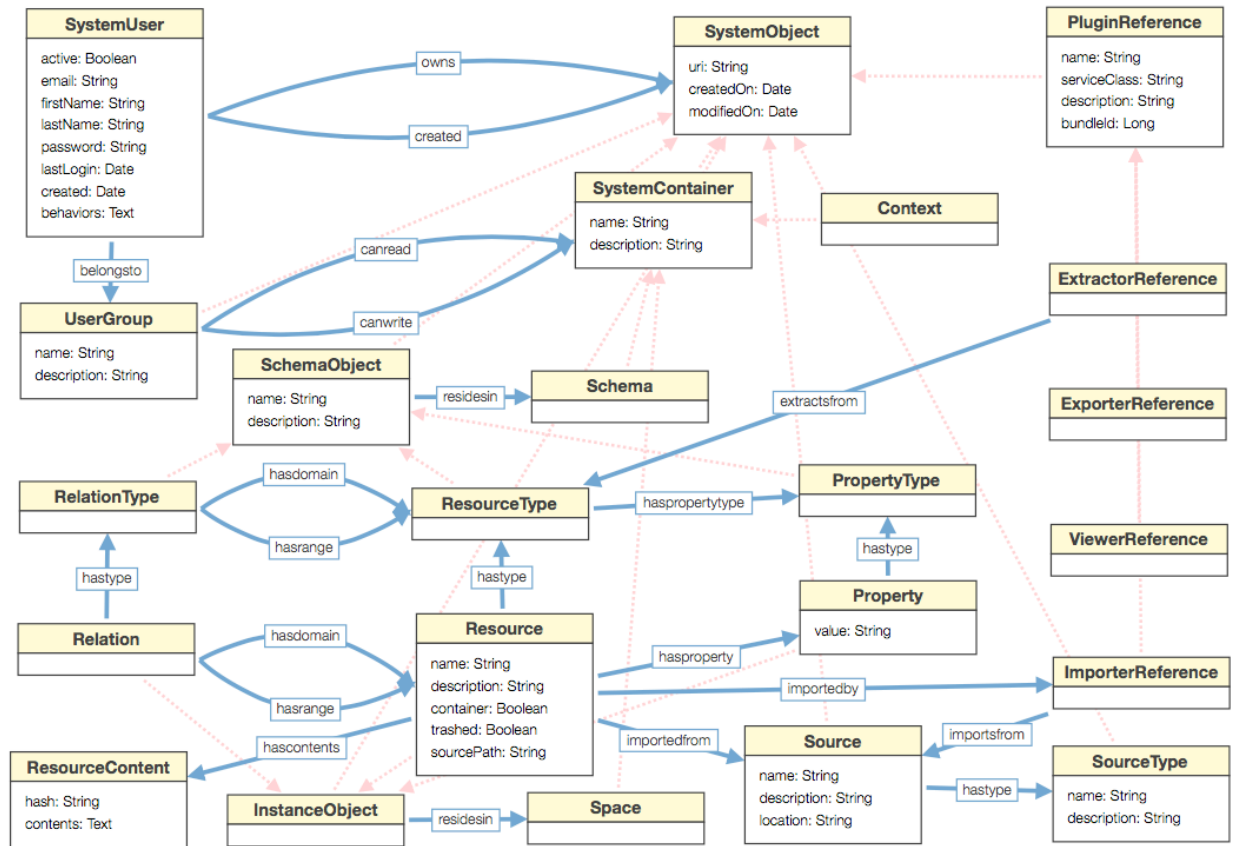 SystemUser
active: Boolean
email: String
firstName: String
lastName: String
password: String
lastLogin: Date
created: Date
behaviors: Text
owns
created
SystemObject
uri: String
createdOn: Date
modifiedOn: Date
PluginReference
name: String
serviceClass: String
description: String
bundleId: Long
SystemContainer
name: String
description: String
Context
belongsto
canread
canwrite
UserGroup
name: String
description: String
ExtractorReference
SchemaObject
name: String
description: String
residesin
Schema
extractsfrom
ExporterReference
RelationType
hasdomain
hasrange
ResourceType
haspropertytype
PropertyType
ViewerReference
hastype
hastype
hastype
Relation
hasdomain
hasrange
Resource
name: String
description: String
container: Boolean
trashed: Boolean
sourcePath: String
Property
value: String
hasproperty
importedby
ImporterReference
hascontents
importedfrom
importsfrom
ResourceContent
hash: String
contents: Text
InstanceObject
residesin
Space
Source
name: String
description: String
location: String
hastype
SourceType
name: String
description: String